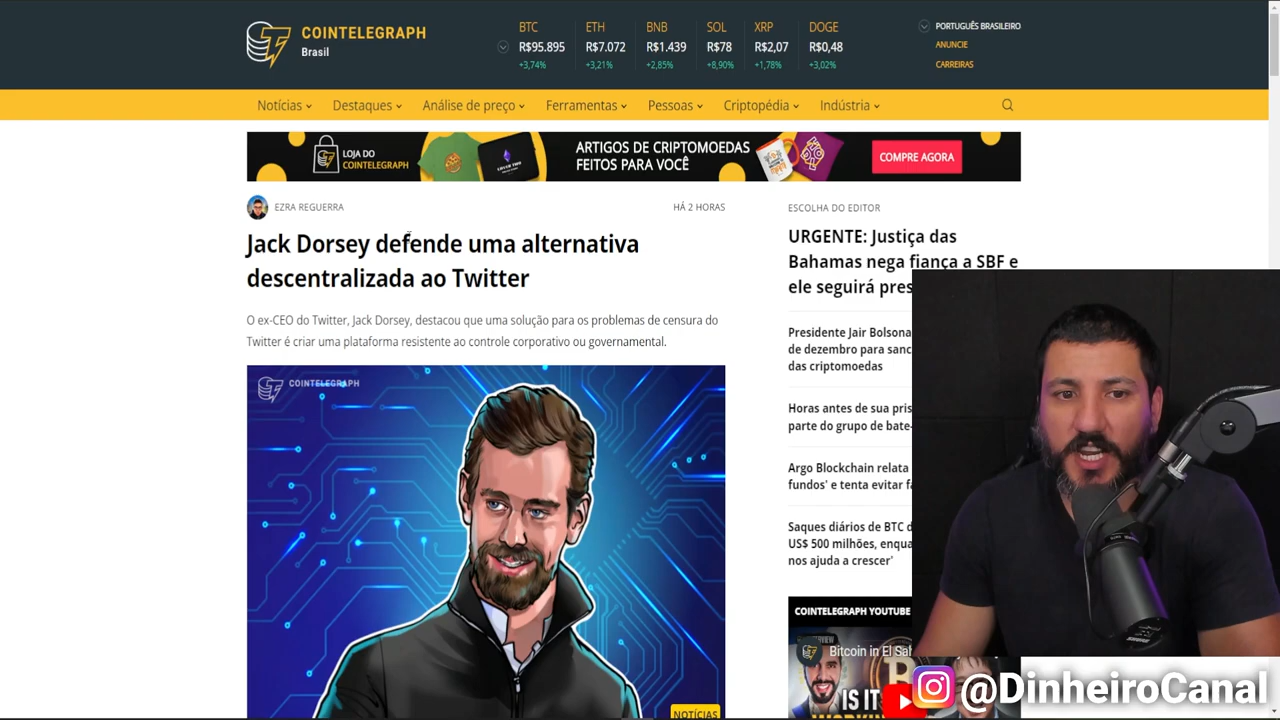 COINTELEGRAPH
Brasil
BTC ETH BNB SOL XRP DOGE
R$95.895 R$7.072 R$1.439 R$78 R$2,07 R$0,48
+3,74% +3,21% +2,85% +8,90% +1,78% +3,02%
PORTUGUÊS BRASILEIRO
ANUNCIE
CARREIRAS
Notícias Destaques Análise de preço Ferramentas Pessoas Criptopédia Indústria
LOJA DO
COINTELEGRAPH
ARTIGOS DE CRIPTOMOEDAS
FEITOS PARA VOCÊ
COMPRE AGORA
EZRA REGUERRA
HÁ 2 HORAS
Jack Dorsey defende uma alternativa
descentralizada ao Twitter
O ex-CEO do Twitter, Jack Dorsey, destacou que uma solução para os problemas de censura do
Twitter é criar uma plataforma resistente ao controle corporativo ou governamental.
COINTELEGRAPH
NOTÍCIAS
ESCOLHA DO EDITOR
URGENTE: Justiça das
Bahamas nega fiança a SBF e
ele seguirá pres
Presidente Jair Bolsona
de dezembro para sanc
das criptomoedas
Horas antes de sua pris
parte do grupo de bate-
Argo Blockchain relata
fundos' e tenta evitar fa
Saques diários de BTC d
US$ 500 milhões, enqua
nos ajuda a crescer'
COINTELEGRAPH YOUTUBE
Bitcoin in El Sa
IS IT
@DinheiroCanal